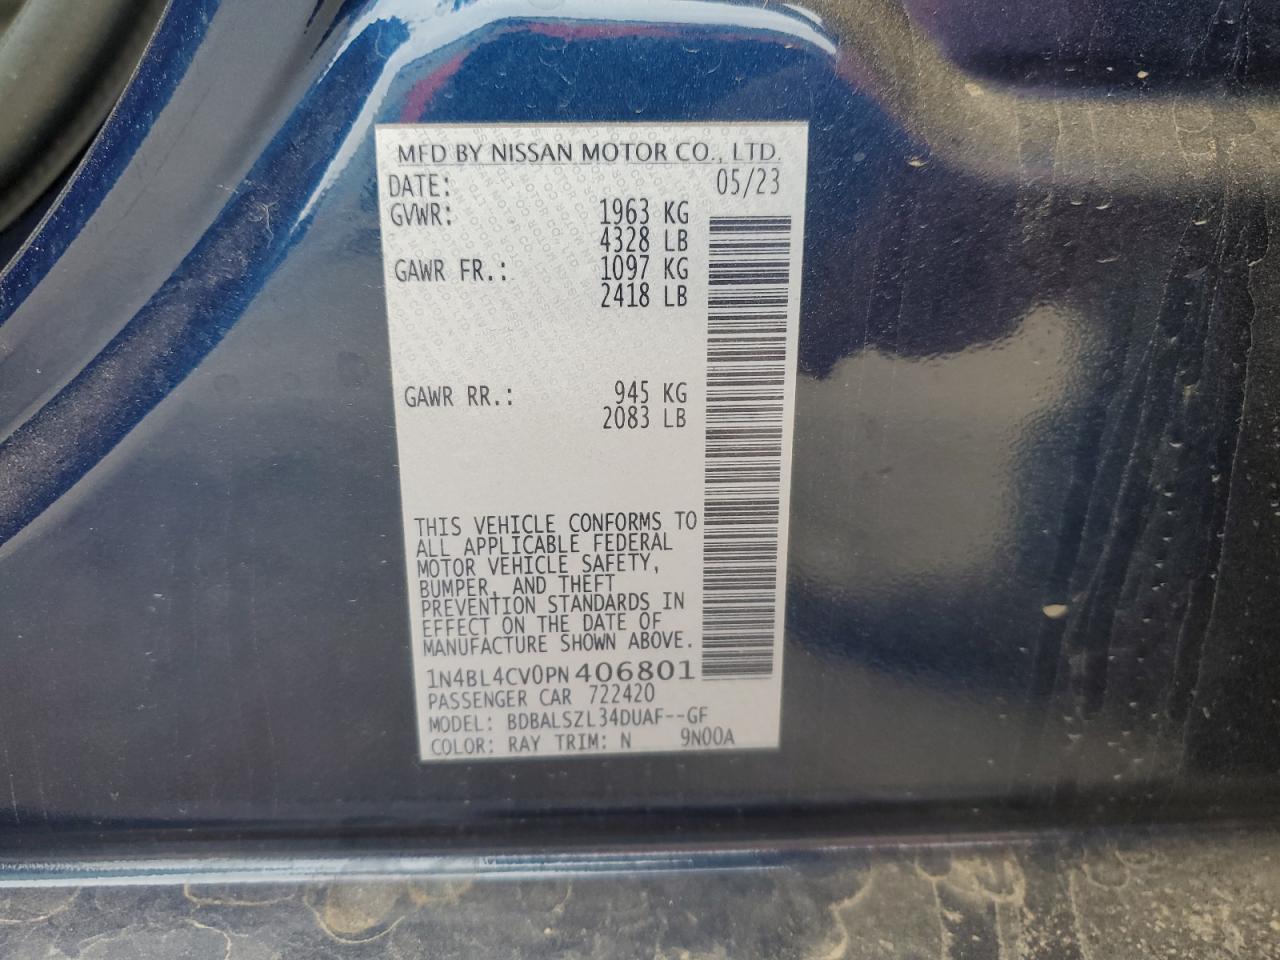 MFD BY NISSAN MOTOR CO., LTD.
DATE: 05/23
GVWR: 1963 KG
4328 LB
GAWR FR.: 1097 KG
2418 LB
GAWR RR.: 945 KG
2083 LB
THIS VEHICLE CONFORMS TO
ALL APPLICABLE FEDERAL
MOTOR VEHICLE SAFETY,
BUMPER, AND THEFT
PREVENTION STANDARDS IN
EFFECT ON THE DATE OF
MANUFACTURE SHOWN ABOVE.
1N4BL4CV0PN406801
PASSENGER CAR 722420
MODEL: BDBALSZL34DUAF--GF
COLOR: RAY TRIM: N 9N00A